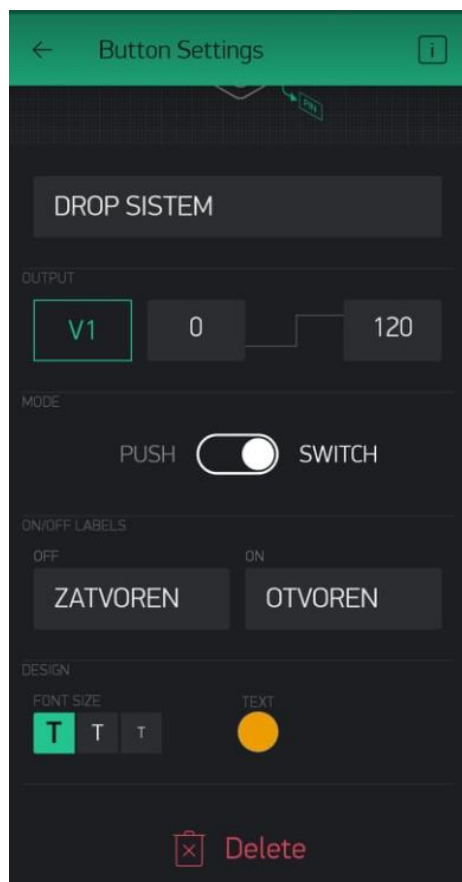 Button Settings
i
PIN
DROP SISTEM
OUTPUT
V1 0 120
MODE
PUSH SWITCH
ON/OFF LABELS
OFF ON
ZATVOREN OTVOREN
DESIGN
FONT SIZE TEXT
T T T
Delete